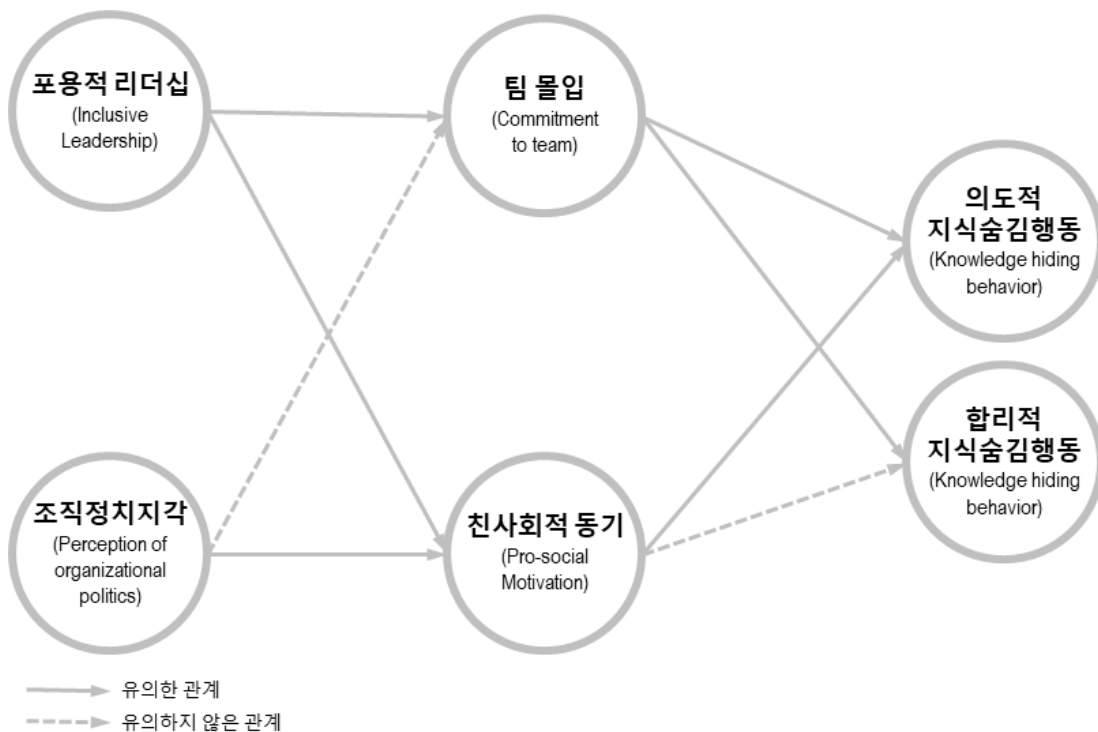 포용적 리더십
(Inclusive
Leadership)
팀 몰입
(Commitment
to team)
의도적
지식숨김행동
(Knowledge hiding
behavior)
합리적
지식숨김행동
(Knowledge hiding
behavior)
조직정치지각
(Perception of
organizational
politics)
친사회적 동기
(Pro-social
Motivation)
유의한 관계
유의하지 않은 관계